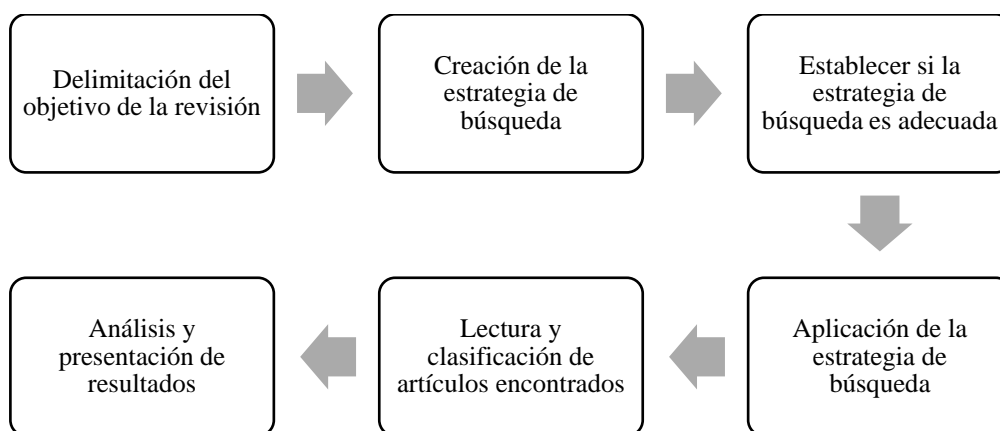 Delimitación del
objetivo de la revisión
Creación de la
estrategia de
búsqueda
Establecer si la
estrategia de
búsqueda es adecuada
Aplicación de la
estrategia de
búsqueda
Lectura y
clasificación de
artículos encontrados
Análisis y
presentación de
resultados